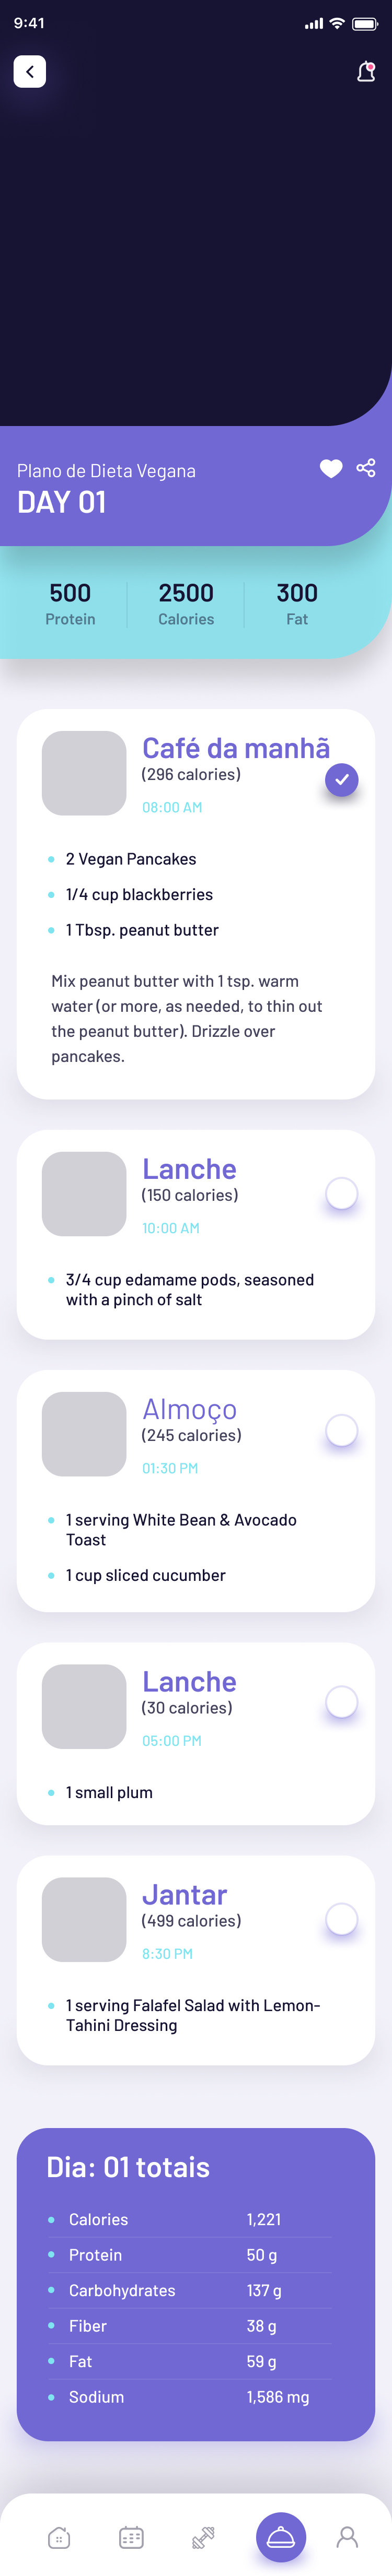 9:41
Plano de Dieta Vegana
DAY 01
500 2500 300
Protein Calories Fat
Café da manhã
(296 calories)
08:00 AM
2 Vegan Pancakes
1/4 cup blackberries
1 Tbsp. peanut butter
Mix peanut butter with 1 tsp. warm
water (or more, as needed, to thin out
the peanut butter). Drizzle over
pancakes.
Lanche
(150 calories)
10:00 AM
3/4 cup edamame pods, seasoned
with a pinch of salt
Almoço
(245 calories)
01:30 PM
1 serving White Bean & Avocado
Toast
1 cup sliced cucumber
Lanche
(30 calories)
05:00 PM
1 small plum
Jantar
(499 calories)
8:30 PM
1 serving Falafel Salad with Lemon-
Tahini Dressing
Dia: 01 totais
Calories 1,221
Protein 50 g
Carbohydrates 137 g
Fiber 38 g
Fat 59 g
Sodium 1,586 mg